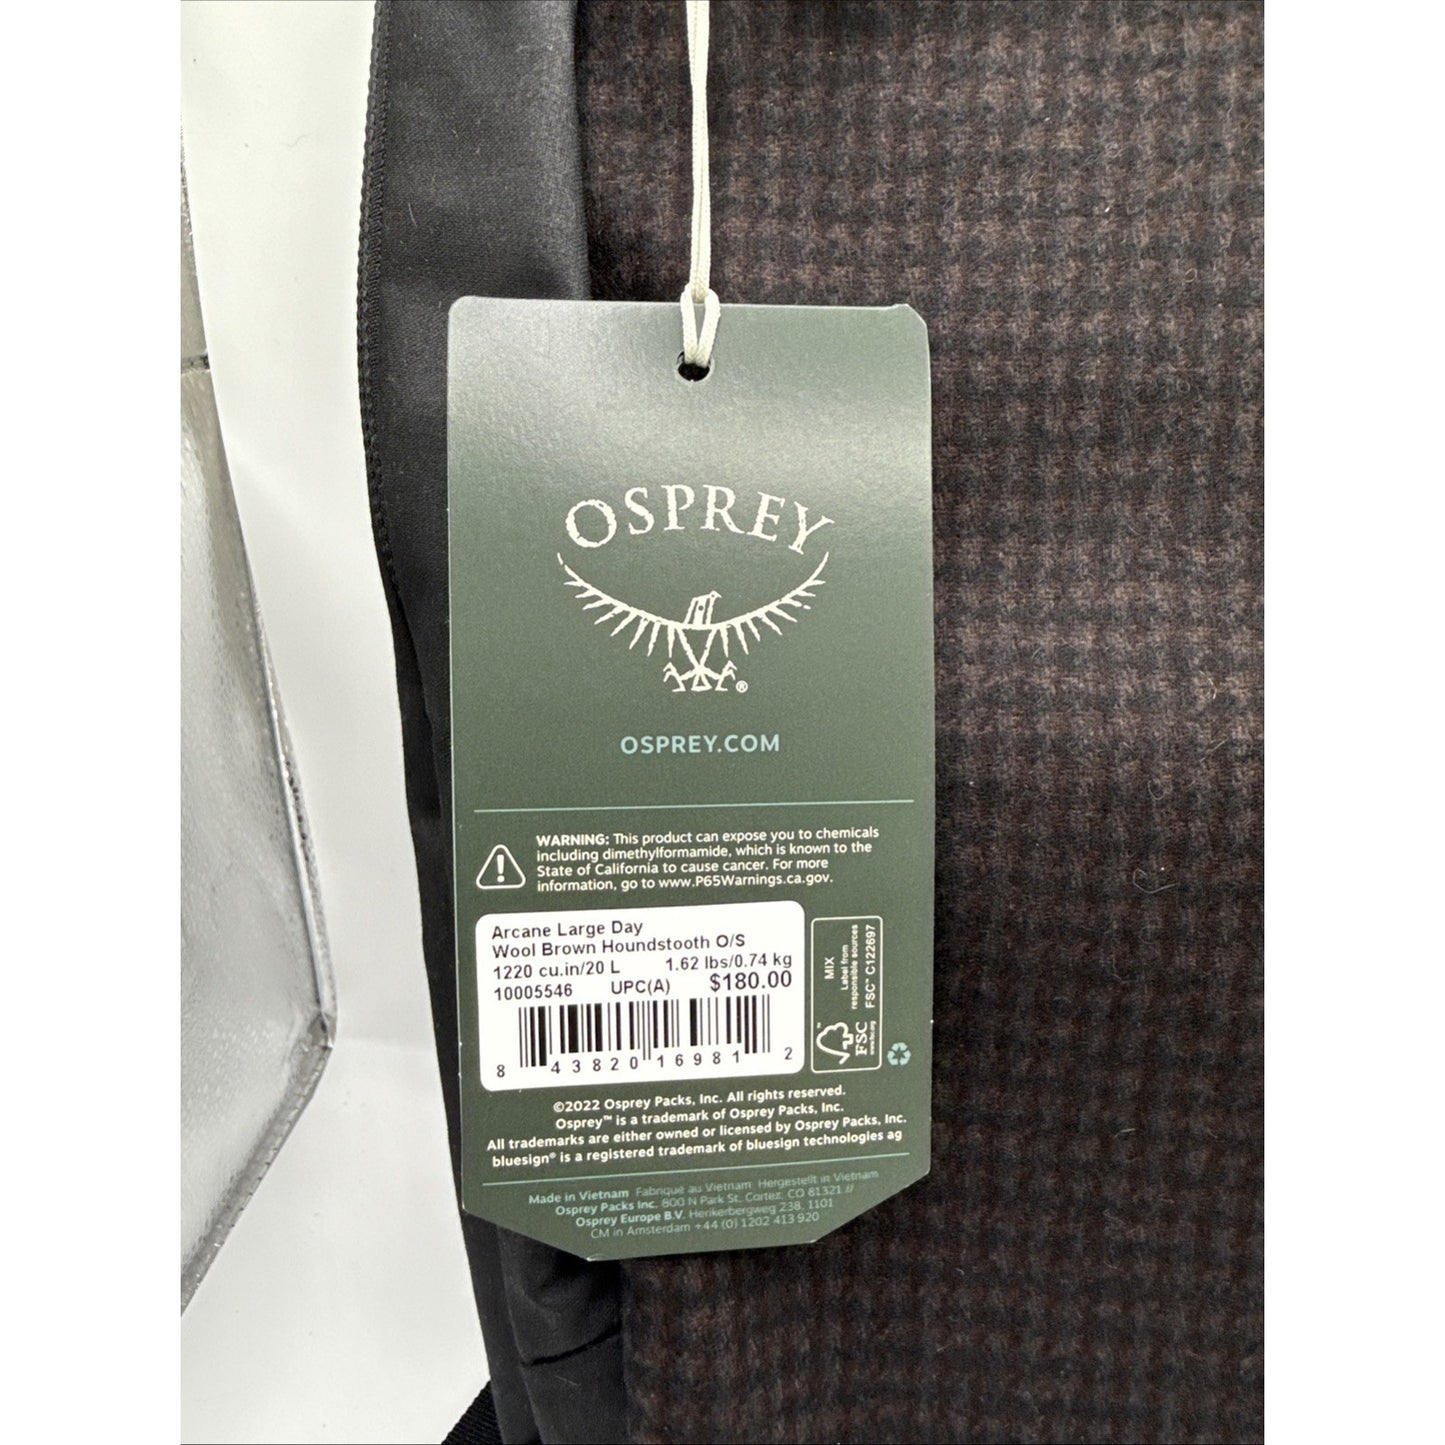 OSPREY
®
OSPREY.COM
WARNING: This product can expose you to chemicals
including dimethylformamide, which is known to the
State of California to cause cancer. For more
information, go to www.P65Warnings.ca.gov.
Arcane Large Day
Wool Brown Houndstooth O/S
1220 cu.in/20 L 1.62 lbs/0.74 kg
10005546 UPC(A) $180.00
8 43820 16981 2
MIX
Label from
responsible sources
FSC™ C122697
FSC
www.fsc.org
©2022 Osprey Packs, Inc. All rights reserved.
Osprey™ is a trademark of Osprey Packs, Inc.
All trademarks are either owned or licensed by Osprey Packs, Inc.
bluesign® is a registered trademark of bluesign technologies ag
Made in Vietnam Fabriqué au Vietnam Hergestellt in Vietnam
Osprey Packs Inc. 800 N Park St. Cortez, CO 81321 //
Osprey Europe B.V. Herikerbergweg 238, 1101
CM in Amsterdam +44 (0) 1202 413 920